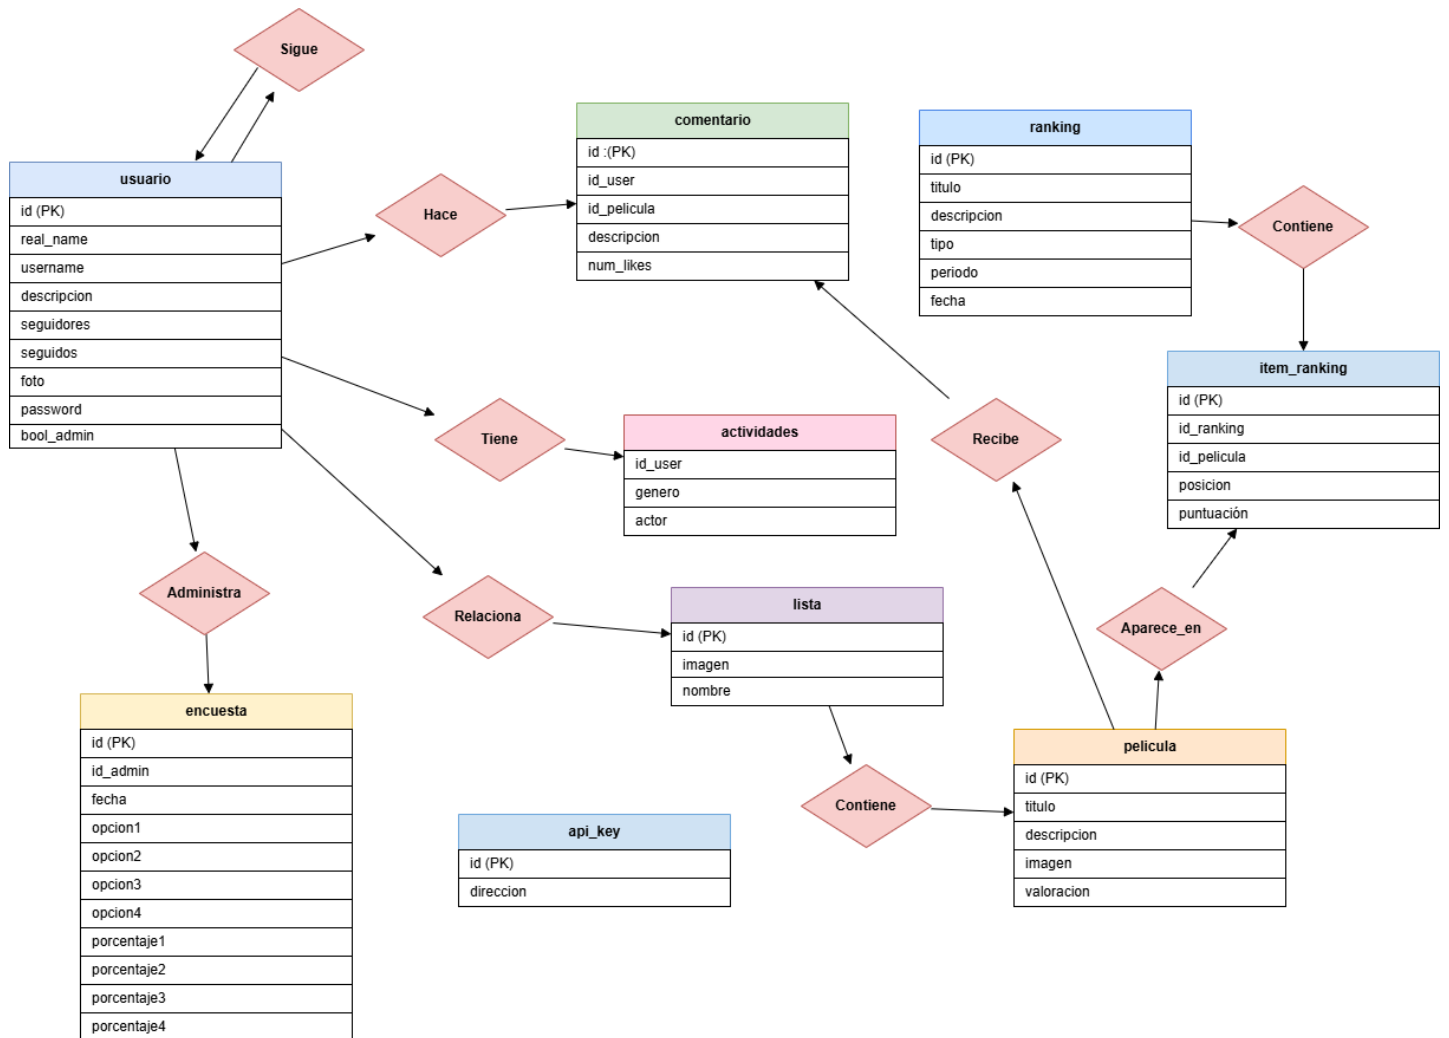 Sigue
usuario
id (PK)
real_name
username
descripcion
seguidores
seguidos
foto
password
bool_admin
Hace
comentario
id :(PK)
id_user
id_pelicula
descripcion
num_likes
ranking
id (PK)
titulo
descripcion
tipo
periodo
fecha
Contiene
item_ranking
id (PK)
id_ranking
id_pelicula
posicion
puntuación
Tiene
actividades
id_user
genero
actor
Recibe
Administra
Relaciona
lista
id (PK)
imagen
nombre
Aparece_en
encuesta
id (PK)
id_admin
fecha
opcion1
opcion2
opcion3
opcion4
porcentaje1
porcentaje2
porcentaje3
porcentaje4
api_key
id (PK)
direccion
Contiene
pelicula
id (PK)
titulo
descripcion
imagen
valoracion